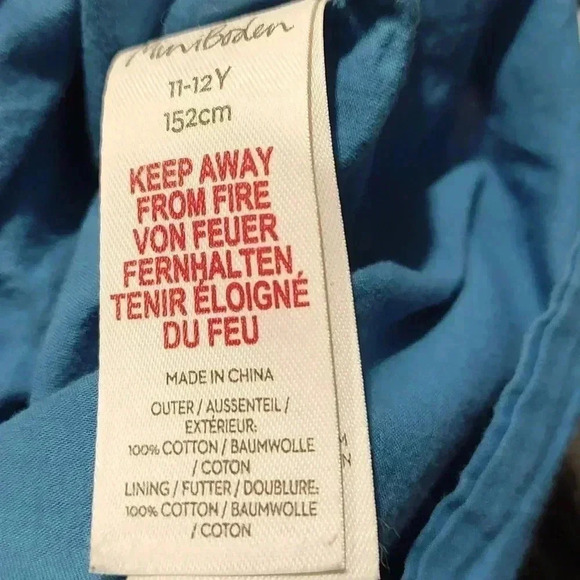 Mini Boden
11-12Y
152cm
KEEP AWAY
FROM FIRE
VON FEUER
FERNHALTEN
TENIR ÉLOIGNÉ
DU FEU
MADE IN CHINA
OUTER / AUSSENTEIL /
EXTÉRIEUR:
100% COTTON / BAUMWOLLE
/ COTON
LINING / FUTTER / DOUBLURE:
100% COTTON / BAUMWOLLE
/ COTON